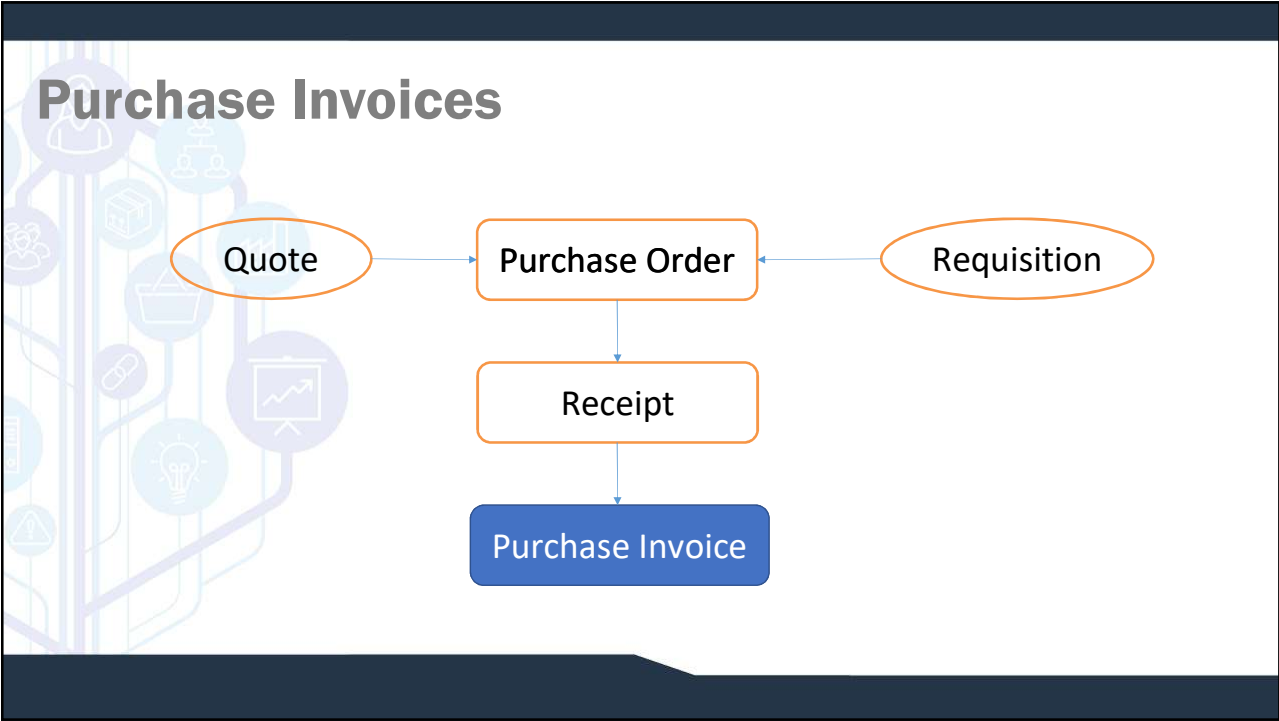 Purchase Invoices
Quote
Purchase Order
Requisition
Receipt
Purchase Invoice